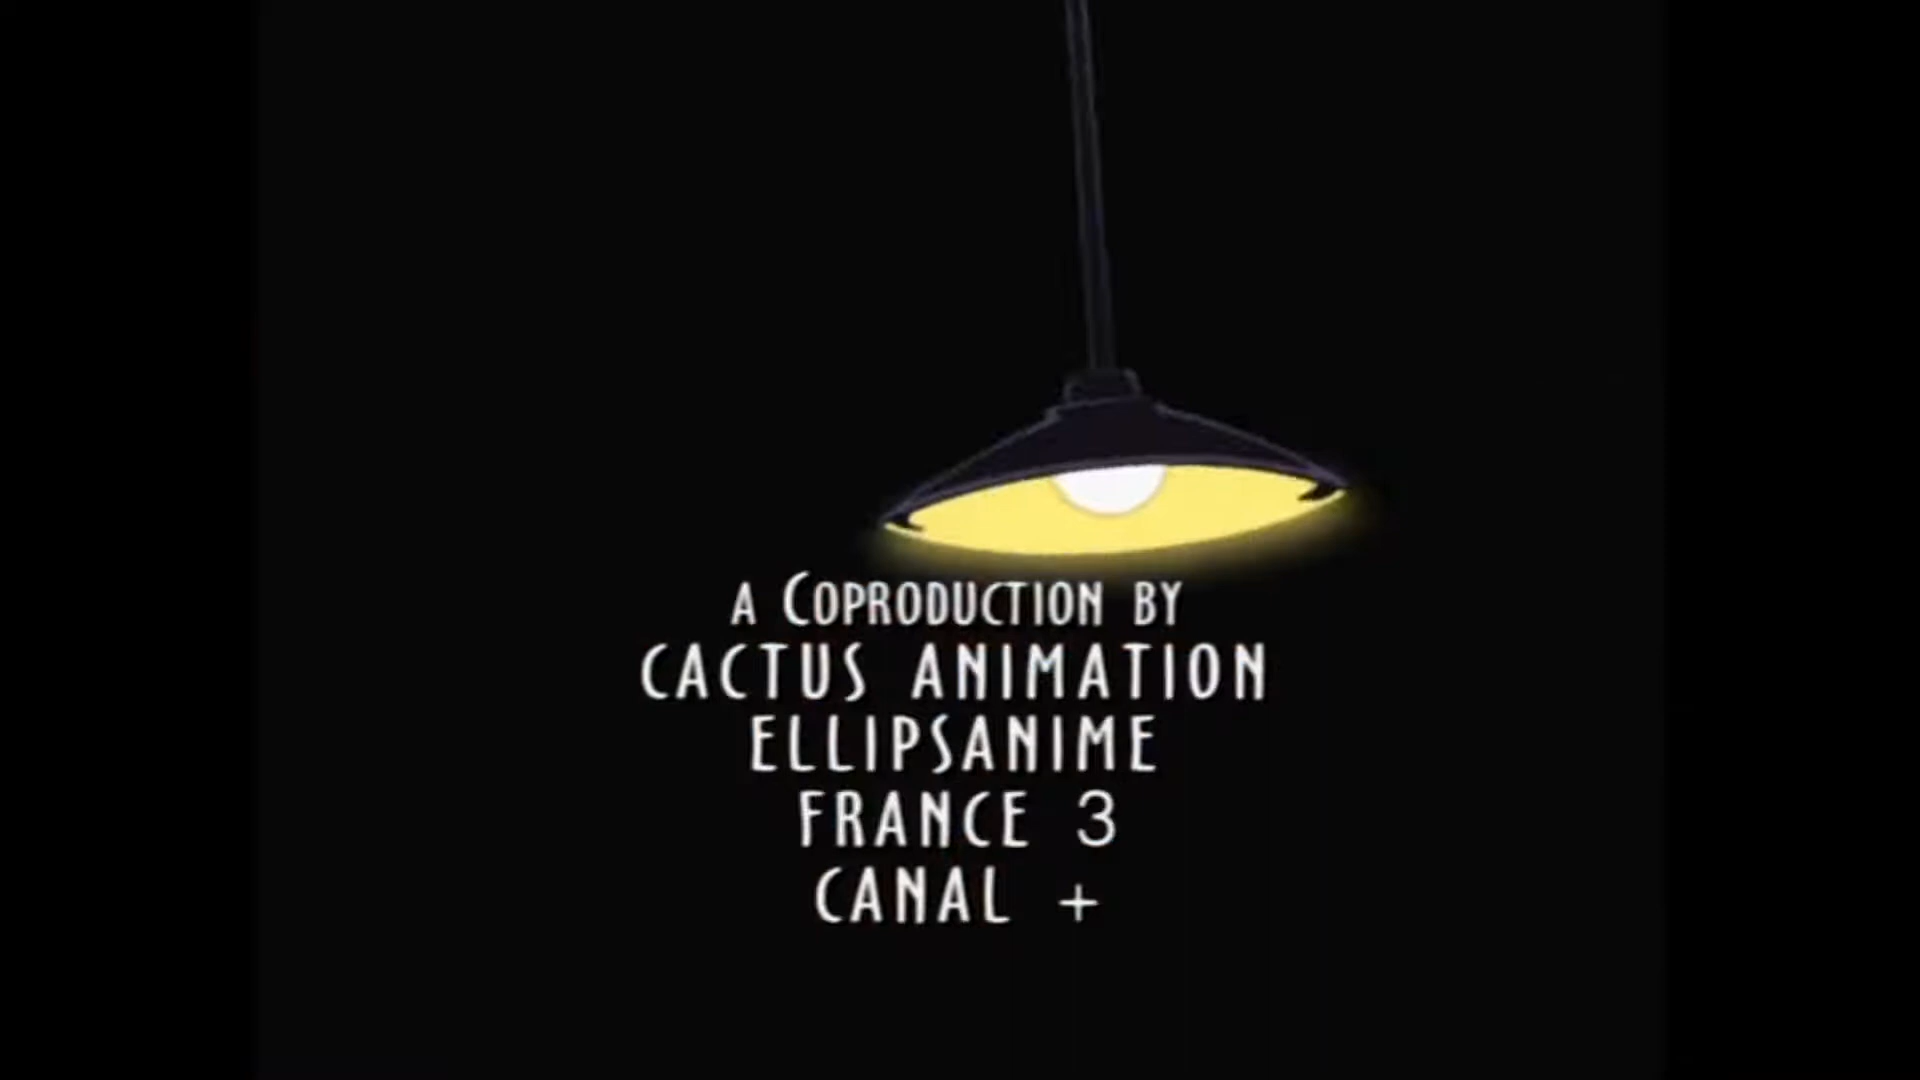 A COPRODUCTION BY
CACTUS ANIMATION
ELLIPSANIME
FRANCE 3
CANAL +